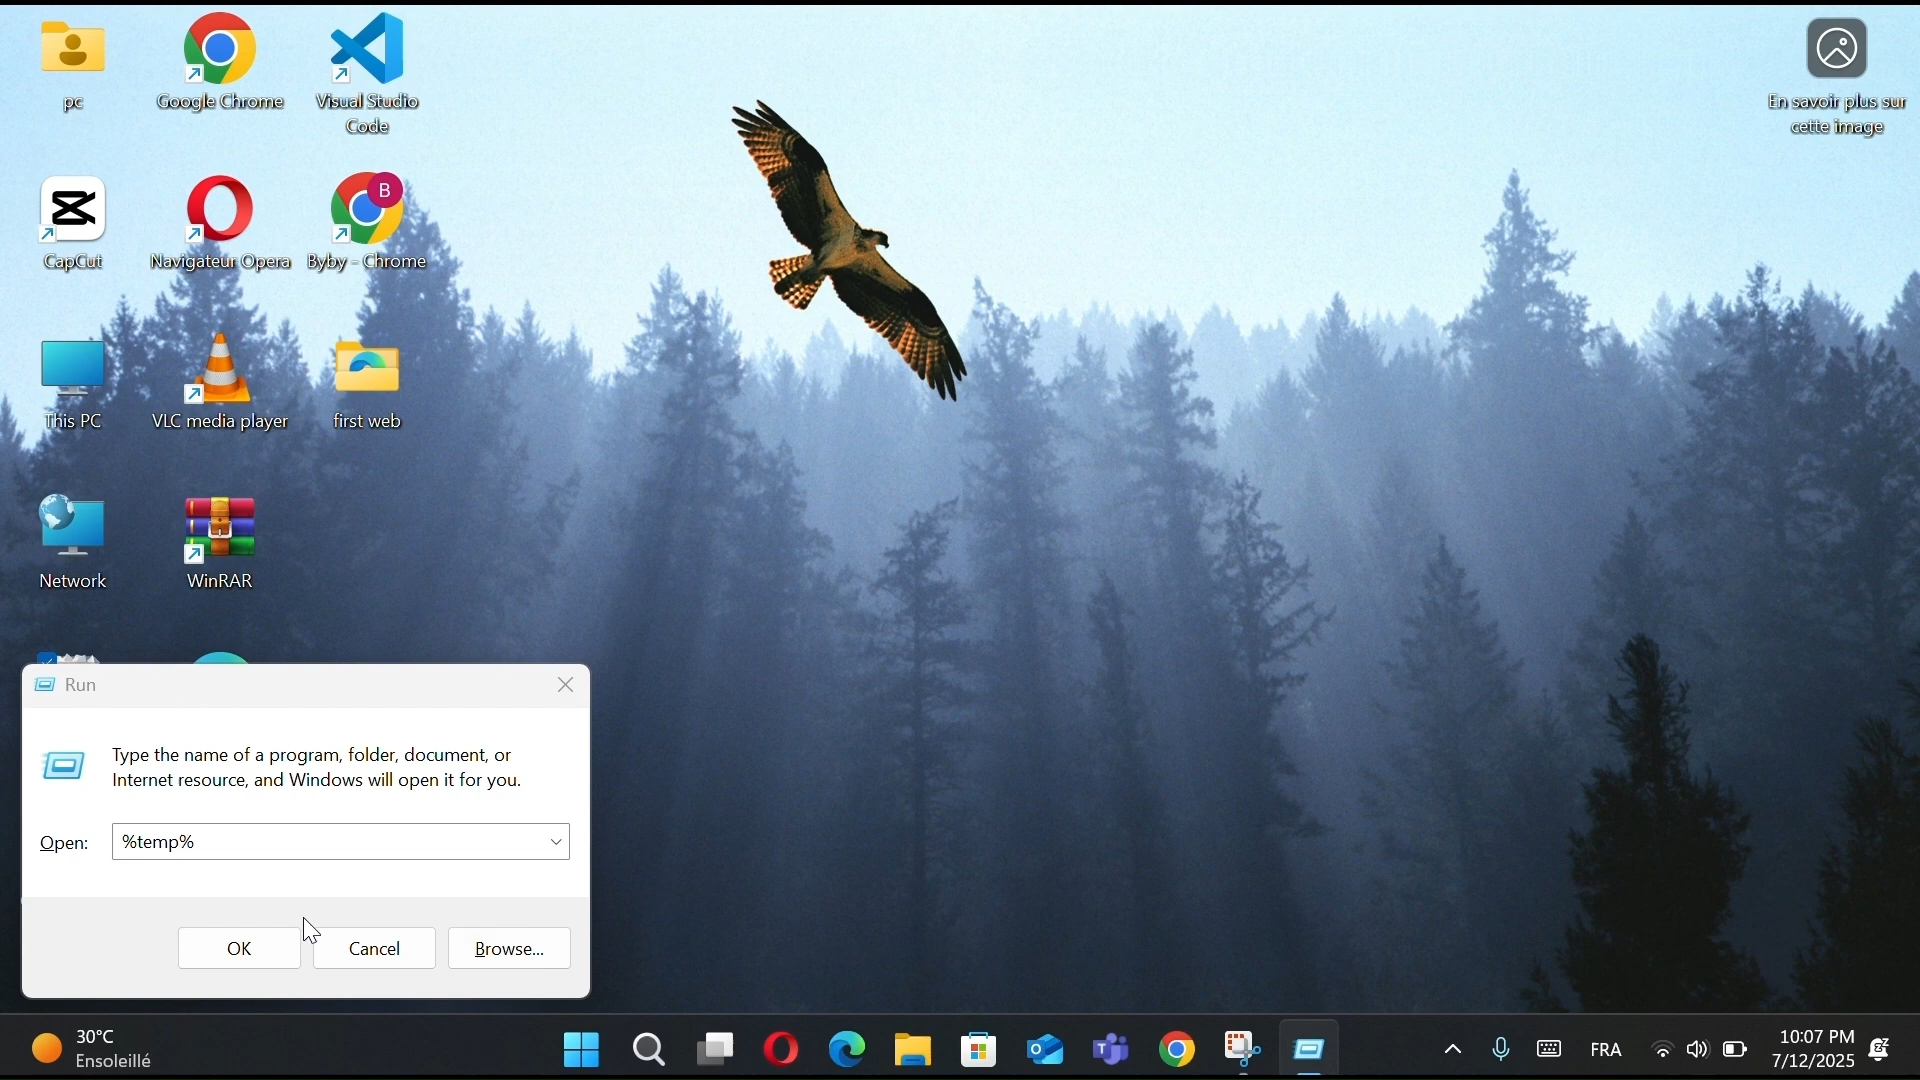 pc
Google Chrome
Visual Studio
Code
En savoir plus sur
cette image
CapCut
Navigateur Opera
B
Byby - Chrome
This PC
VLC media player
first web
Network
WinRAR
Run
Type the name of a program, folder, document, or
Internet resource, and Windows will open it for you.
Open:
%temp%
OK
Cancel
Browse...
30°C
Ensoleillé
FRA
10:07 PM
7/12/2025